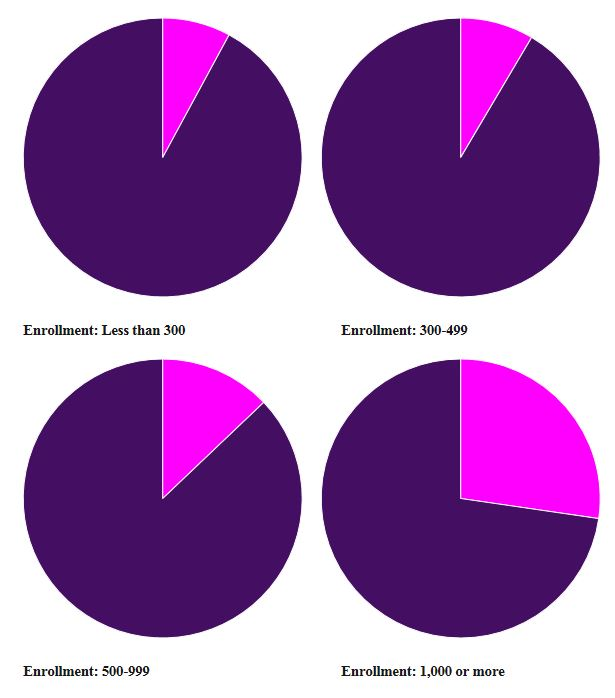 Enrollment: Less than 300
Enrollment: 300-499
Enrollment: 500-999
Enrollment: 1,000 or more